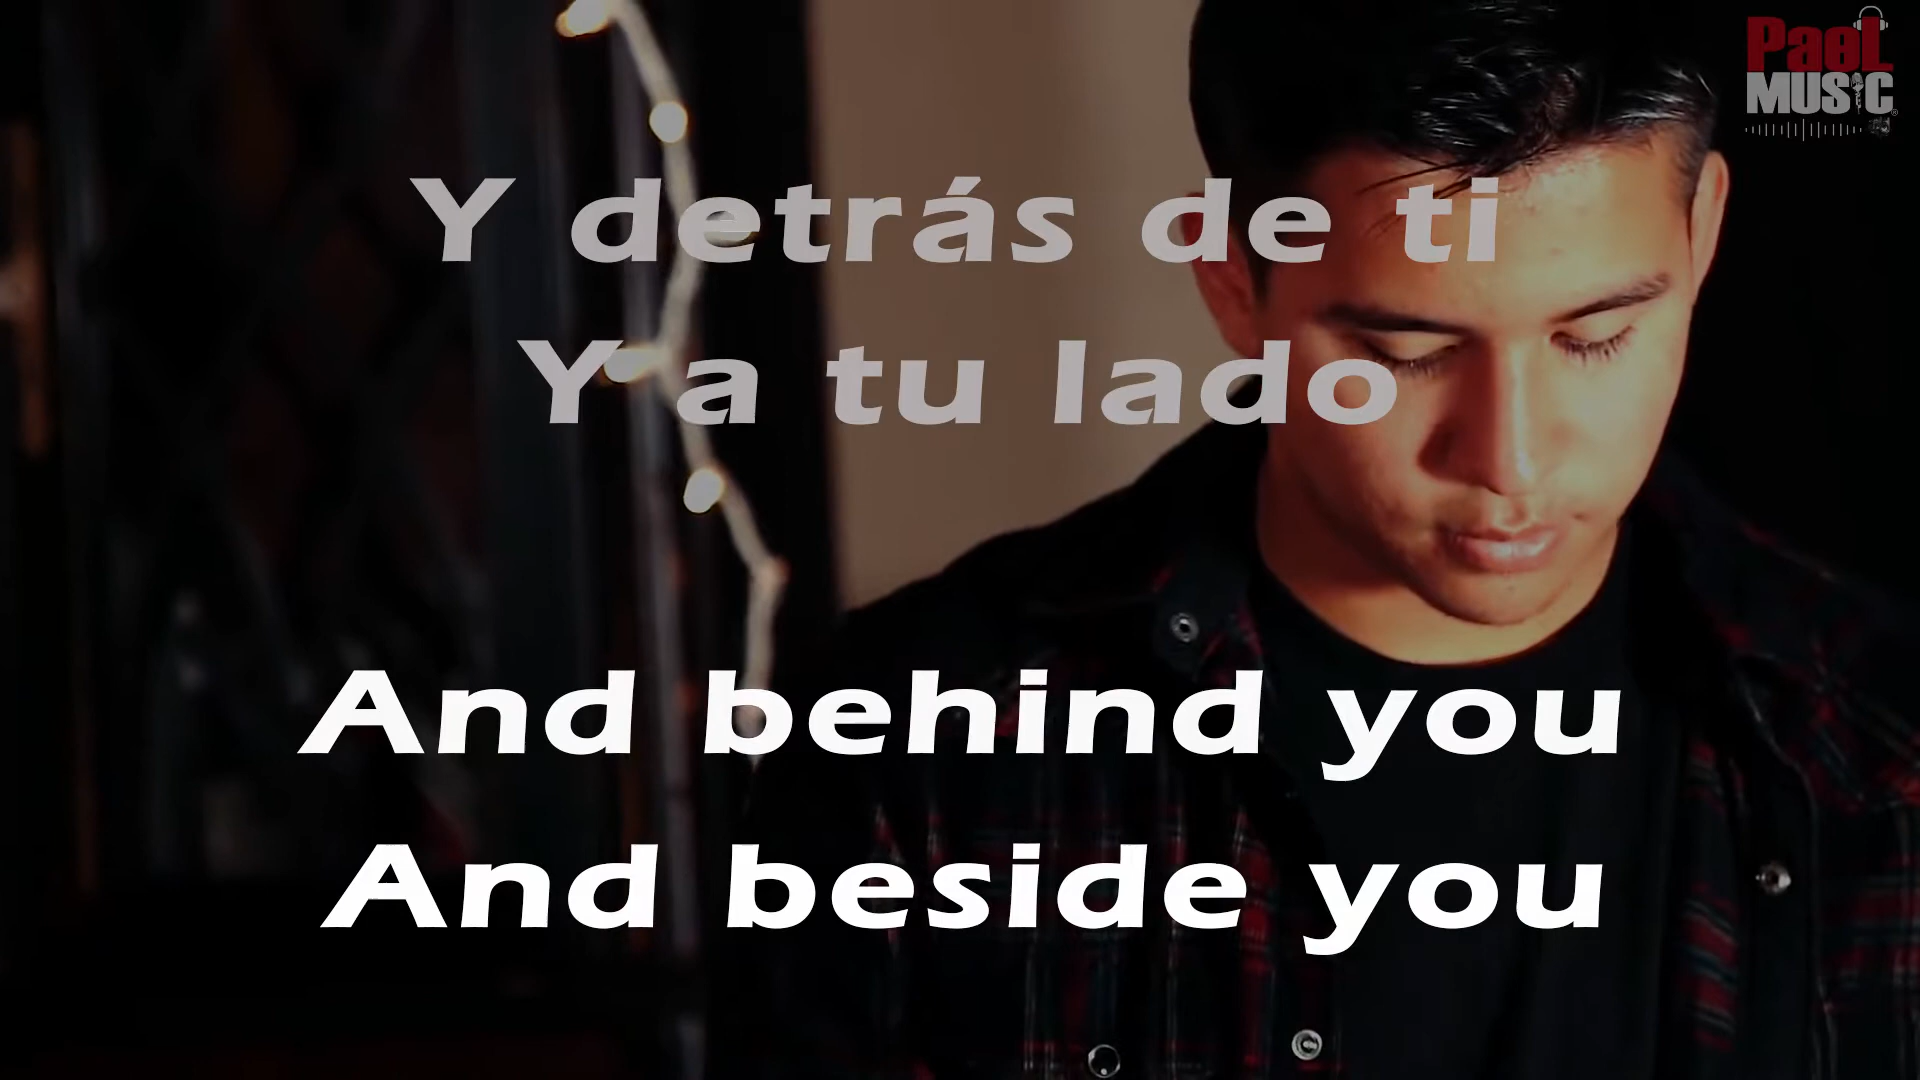 PaeL
MUSIC
Y detrás de ti
Y a tu lado
And behind you
And beside you